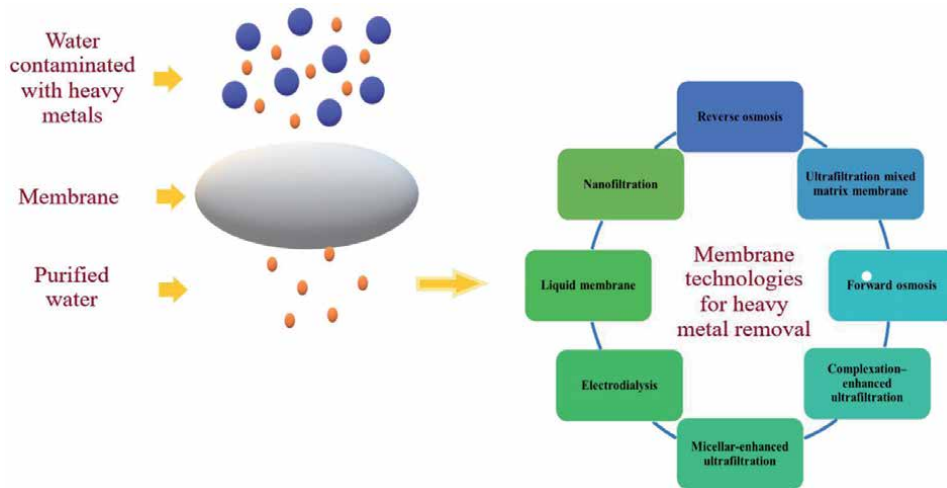 Water
contaminated
with heavy
metals
Membrane
Purified
water
Reverse osmosis
Ultrafiltration mixed
matrix membrane
Forward osmosis
Complexation–
enhanced
ultrafiltration
Micellar-enhanced
ultrafiltration
Electrodialysis
Liquid membrane
Nanofiltration
Membrane
technologies
for heavy
metal removal